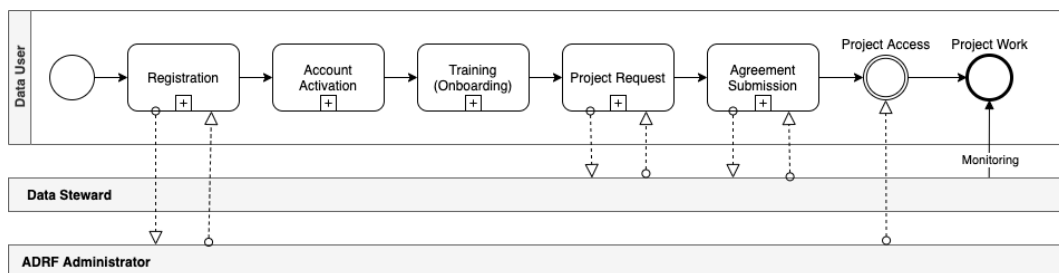 Data User
Registration
Account
Activation
Training
(Onboarding)
Project Request
Agreement
Submission
Project Access
Project Work
Monitoring
Data Steward
ADRF Administrator